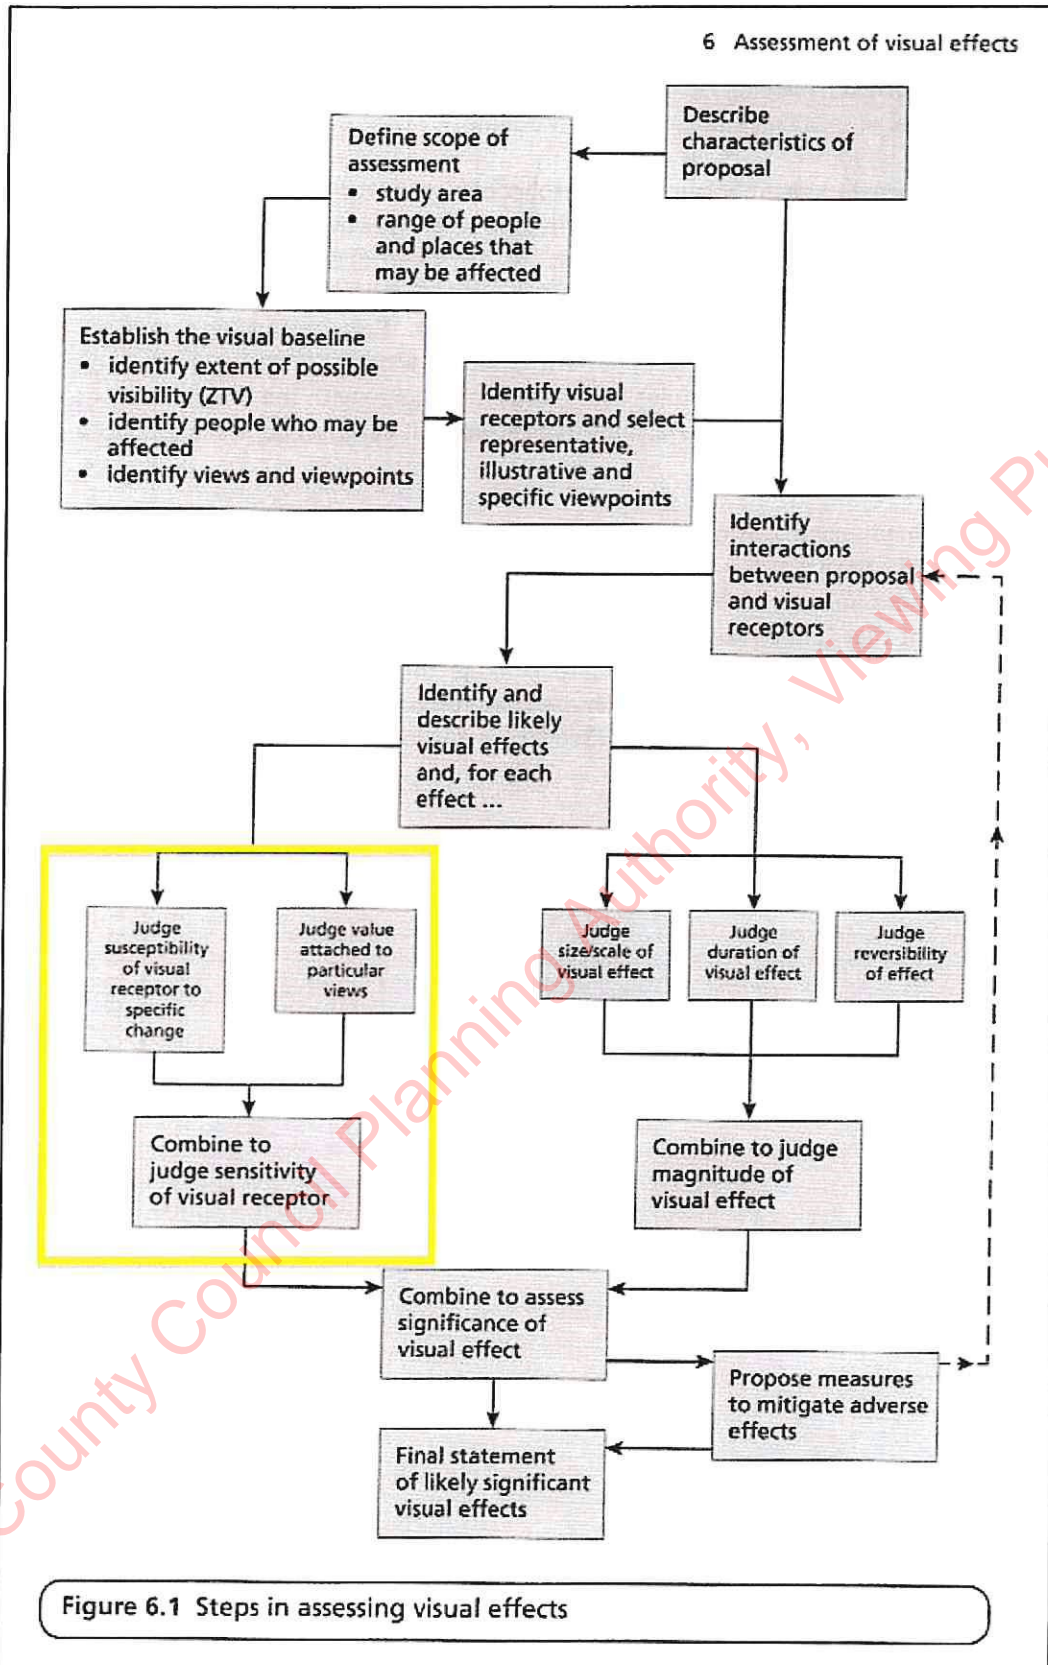 6 Assessment of visual effects
Describe
characteristics of
proposal
Define scope of
assessment
• study area
• range of people
and places that
may be affected
Establish the visual baseline
• identify extent of possible
visibility (ZTV)
• identify people who may be
affected
• identify views and viewpoints
Identify visual
receptors and select
representative,
illustrative and
specific viewpoints
Identify
interactions
between proposal
and visual
receptors
Identify and
describe likely
visual effects
and, for each
effect ...
Judge
susceptibility
of visual
receptor to
specific
change
Judge value
attached to
particular
views
Judge
size/scale of
visual effect
Judge
duration of
visual effect
Judge
reversibility
of effect
Combine to
judge sensitivity
of visual receptor
Combine to judge
magnitude of
visual effect
Combine to assess
significance of
visual effect
Propose measures
to mitigate adverse
effects
Final statement
of likely significant
visual effects
Figure 6.1 Steps in assessing visual effects
County Council Planning Authority, Viewing